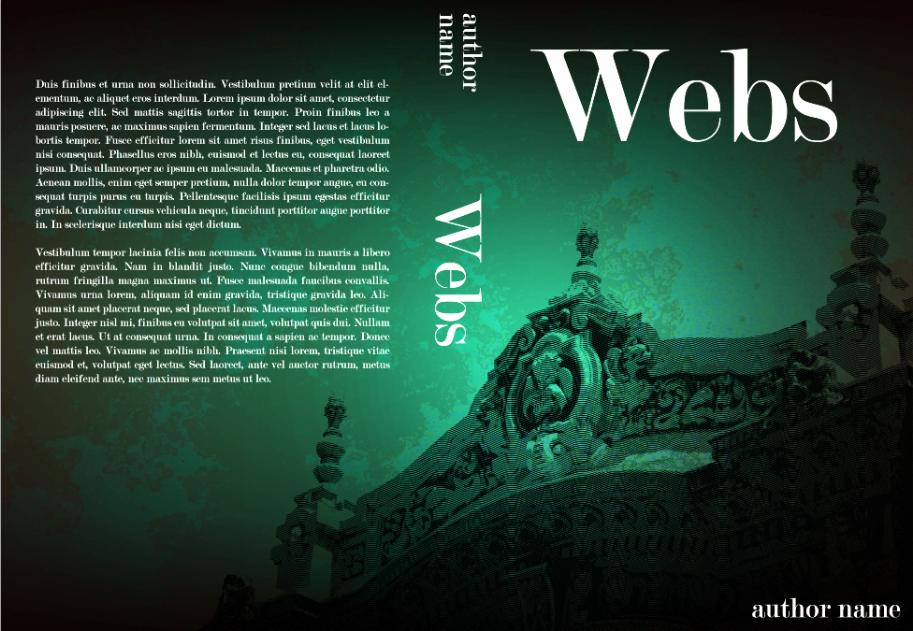 Duis finibus et urna non sollicitudin. Vestibulum pretium velit at elit el-
ementum, ac aliquet eros interdum. Lorem ipsum dolor sit amet, consectetur
adipiscing elit. Sed mattis sagittis tortor in tempor. Proin finibus leo a
mauris posuere, ac maximus sapien fermentum. Integer sed lacus et lacus lo-
bortis tempor. Fusce efficitur lorem sit amet risus finibus, eget vestibulum
nisi consequat. Phasellus eros nibh, euismod et lectus eu, consequat laoreet
ipsum. Duis ullamcorper ac ipsum eu malesuada. Maecenas et pharetra odio.
Aenean mollis, enim eget semper pretium, nulla dolor tempor augue, eu con-
sequat turpis purus eu turpis. Pellentesque facilisis ipsum egestas efficitur
gravida. Curabitur cursus vehicula neque, tincidunt porttitor augue porttitor
in. In scelerisque interdum nisi eget dictum.
Vestibulum tempor lacinia felis non accumsan. Vivamus in mauris a libero
efficitur gravida. Nam in blandit justo. Nunc congue bibendum nulla,
rutrum fringilla magna maximus ut. Fusce malesuada faucibus convallis.
Vivamus urna lorem, aliquam id enim gravida, tristique gravida leo. Ali-
quam sit amet placerat neque, sed placerat lacus. Maecenas molestie efficitur
justo. Integer nisl mi, finibus eu volutpat sit amet, volutpat quis dui. Nullam
et erat lacus. Ut at consequat urna. In consequat a sapien ac tempor. Donec
vel mattis leo. Vivamus ac mollis nibh. Praesent nisi lorem, tristique vitae
euismod et, volutpat eget lectus. Sed laoreet, ante vel auctor rutrum, metus
diam eleifend ante, nec maximus sem metus ut leo.
author
name
Webs
Webs
author name